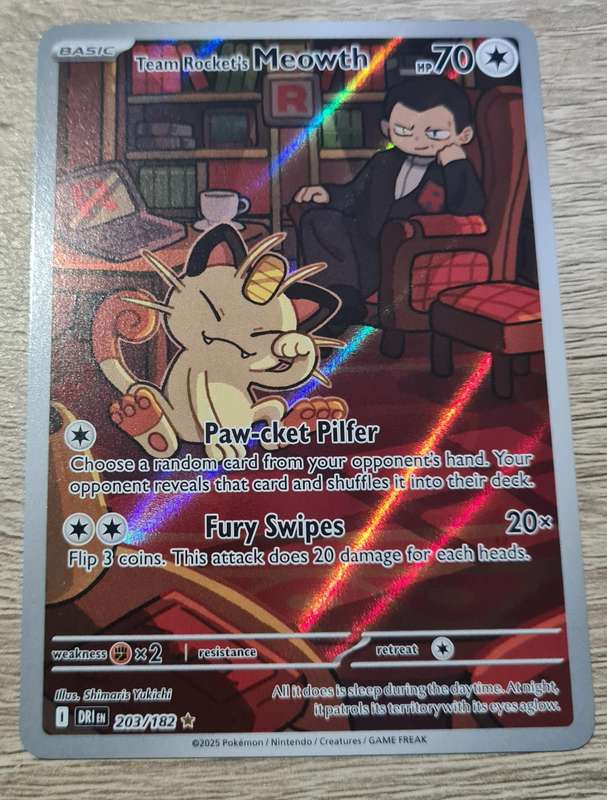 BASIC
Team Rocket's Meowth HP 70
R
Paw-cket Pilfer
Choose a random card from your opponent's hand. Your
opponent reveals that card and shuffles it into their deck.
Fury Swipes 20×
Flip 3 coins. This attack does 20 damage for each heads.
weakness ×2 resistance retreat
Illus. Shimaris Yukichi
All it does is sleep during the daytime. At night,
it patrols its territory with its eyes aglow.
I DRI EN 203/182
©2025 Pokémon / Nintendo / Creatures / GAME FREAK